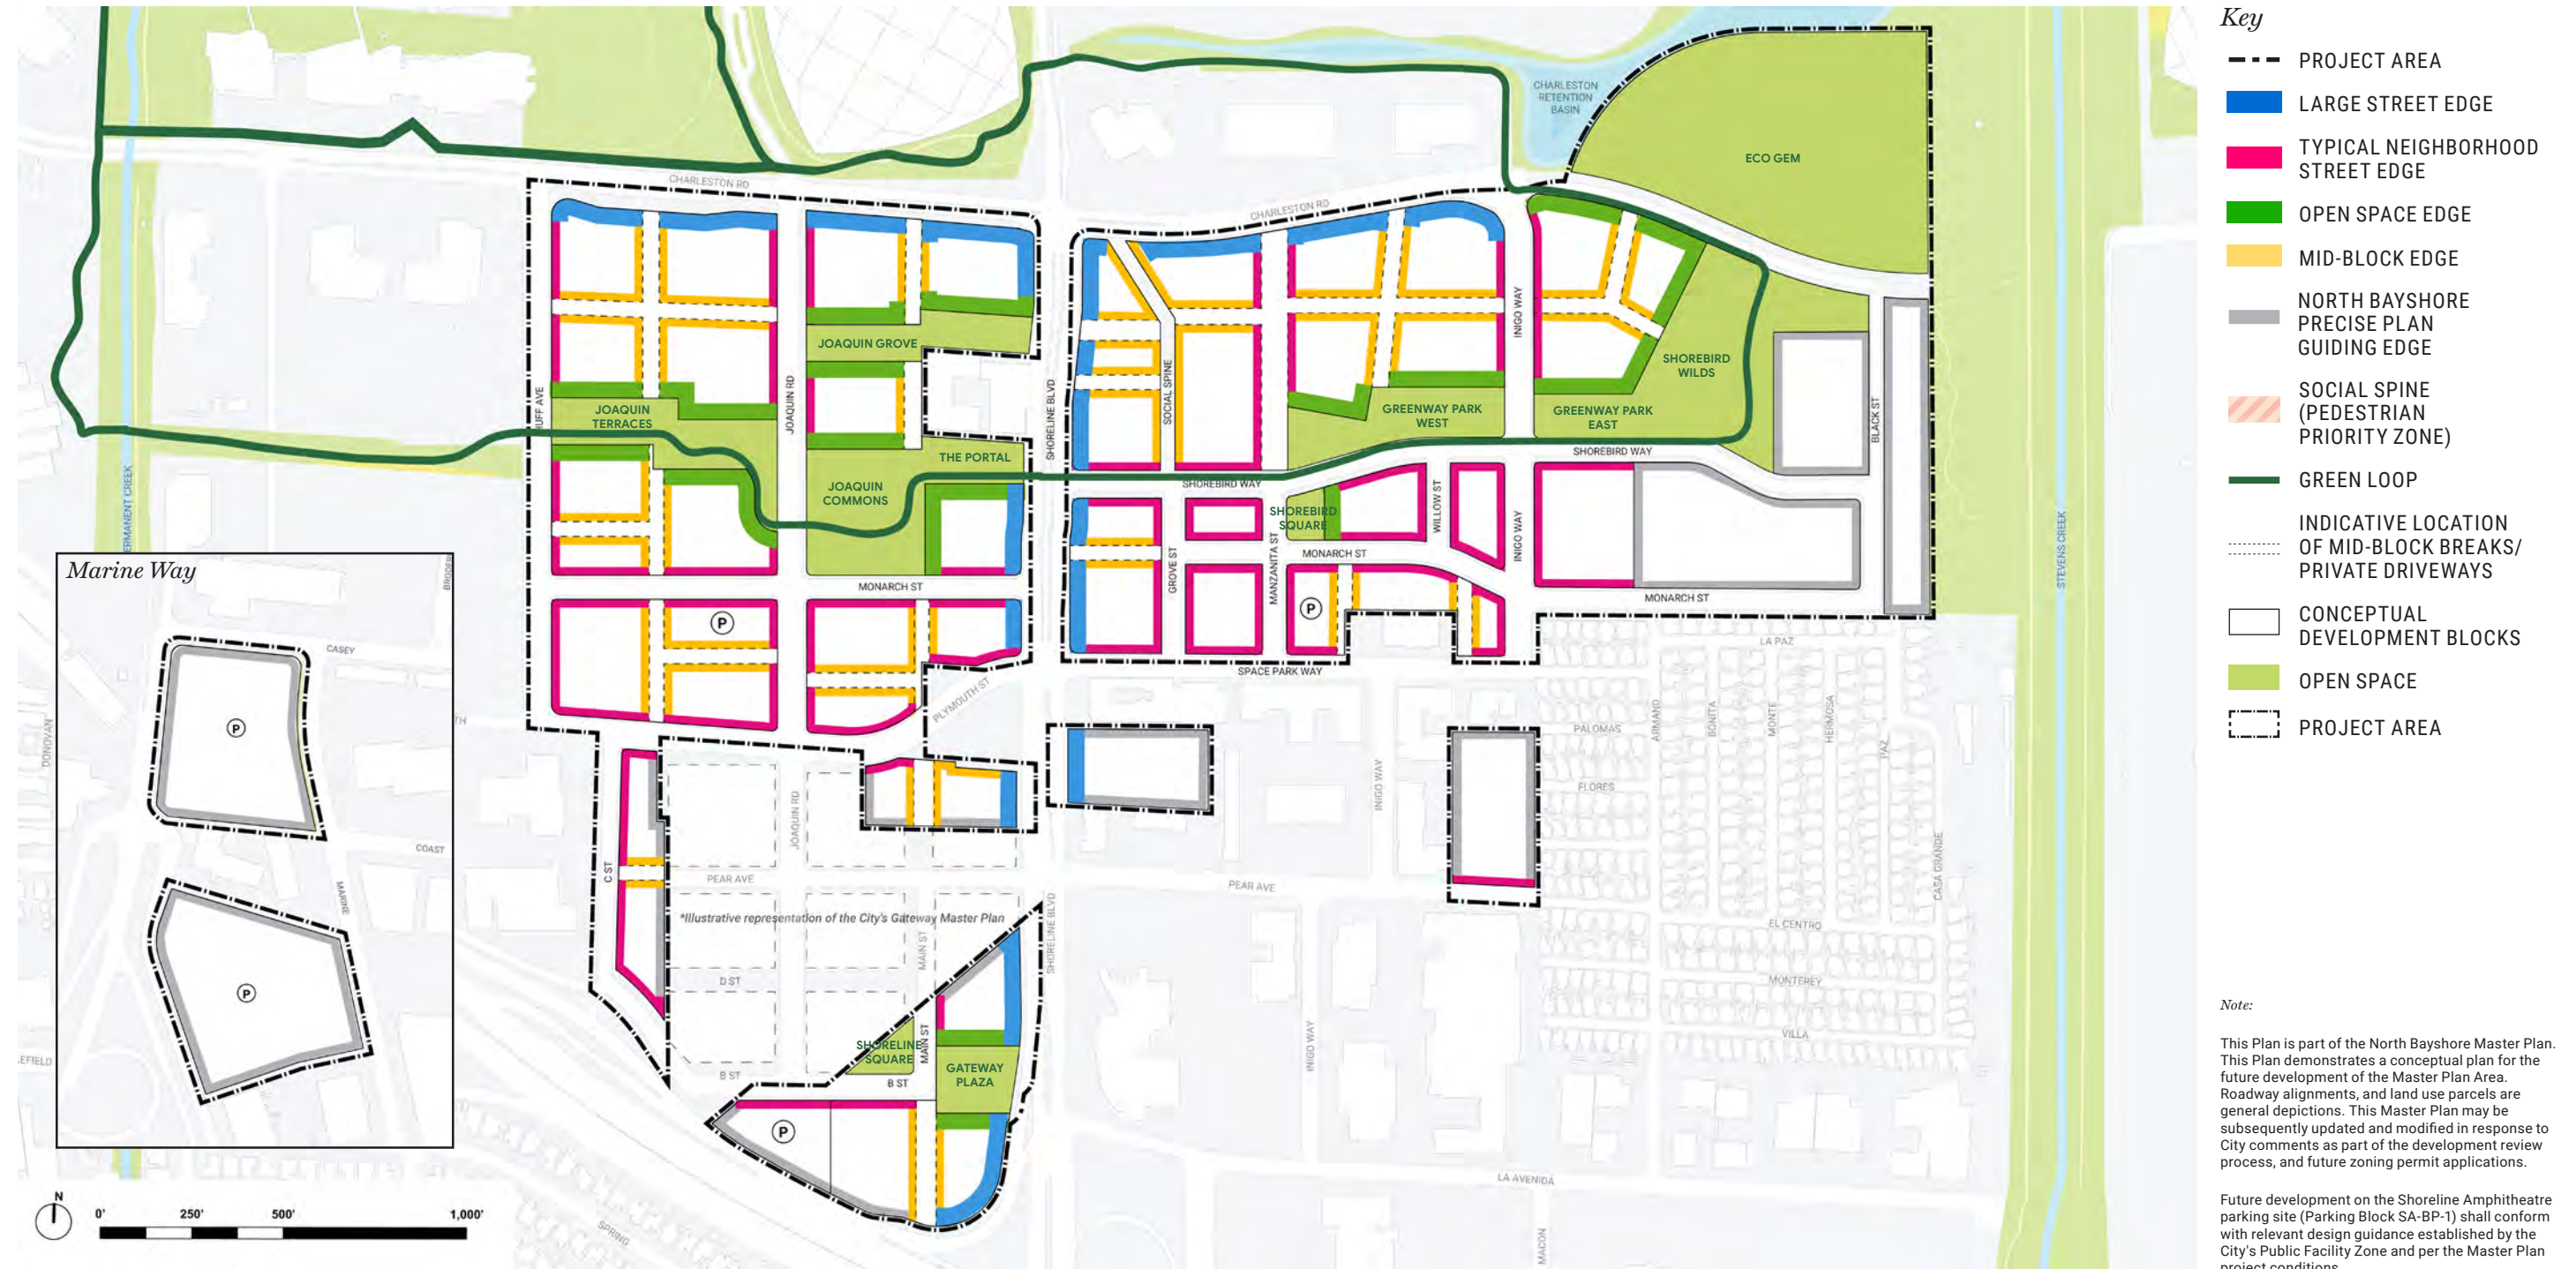 Key
PROJECT AREA
LARGE STREET EDGE
TYPICAL NEIGHBORHOOD
STREET EDGE
OPEN SPACE EDGE
MID-BLOCK EDGE
NORTH BAYSHORE
PRECISE PLAN
GUIDING EDGE
SOCIAL SPINE
(PEDESTRIAN
PRIORITY ZONE)
GREEN LOOP
INDICATIVE LOCATION
OF MID-BLOCK BREAKS/
PRIVATE DRIVEWAYS
CONCEPTUAL
DEVELOPMENT BLOCKS
OPEN SPACE
PROJECT AREA
Note:
This Plan is part of the North Bayshore Master Plan.
This Plan demonstrates a conceptual plan for the
future development of the Master Plan Area.
Roadway alignments, and land use parcels are
general depictions. This Master Plan may be
subsequently updated and modified in response to
City comments as part of the development review
process, and future zoning permit applications.
Future development on the Shoreline Amphitheatre
parking site (Parking Block SA-BP-1) shall conform
with relevant design guidance established by the
City's Public Facility Zone and per the Master Plan
project conditions.
CHARLESTON
RETENTION
BASIN
ECO GEM
CHARLESTON RD
CHARLESTON RD
JOAQUIN GROVE
JOAQUIN
TERRACES
HUFF AVE
JOAQUIN RD
SHORELINE BLVD
SOCIAL SPINE
INIGO WAY
SHOREBIRD
WILDS
GREENWAY PARK
WEST
GREENWAY PARK
EAST
BLACK ST
THE PORTAL
JOAQUIN
COMMONS
SHOREBIRD WAY
SHOREBIRD WAY
SHOREBIRD
SQUARE
WILLOW ST
INIGO WAY
MONARCH ST
MONARCH ST
MONARCH ST
GROVE ST
MANZANITA ST
P
P
SPACE PARK WAY
PLYMOUTH ST
TH
ERMANENT CREEK
STEVENS CREEK
LA PAZ
PALOMAS
FLORES
ARMAND
BONITA
MONTE
HERMOSA
PAZ
CASA GRANDE
EL CENTRO
MONTEREY
VILLA
INIGO WAY
JOAQUIN RD
C ST
PEAR AVE
PEAR AVE
*Illustrative representation of the City's Gateway Master Plan
MAIN ST
SHORELINE BLVD
D ST
SHORELINE
SQUARE
MAIN ST
GATEWAY
PLAZA
B ST
B ST
P
INIGO WAY
LA AVENIDA
MACON
SPRING
Marine Way
CASEY
DONOVAN
P
COAST
MARINE
P
LEFIELD
N
0'
250'
500'
1,000'